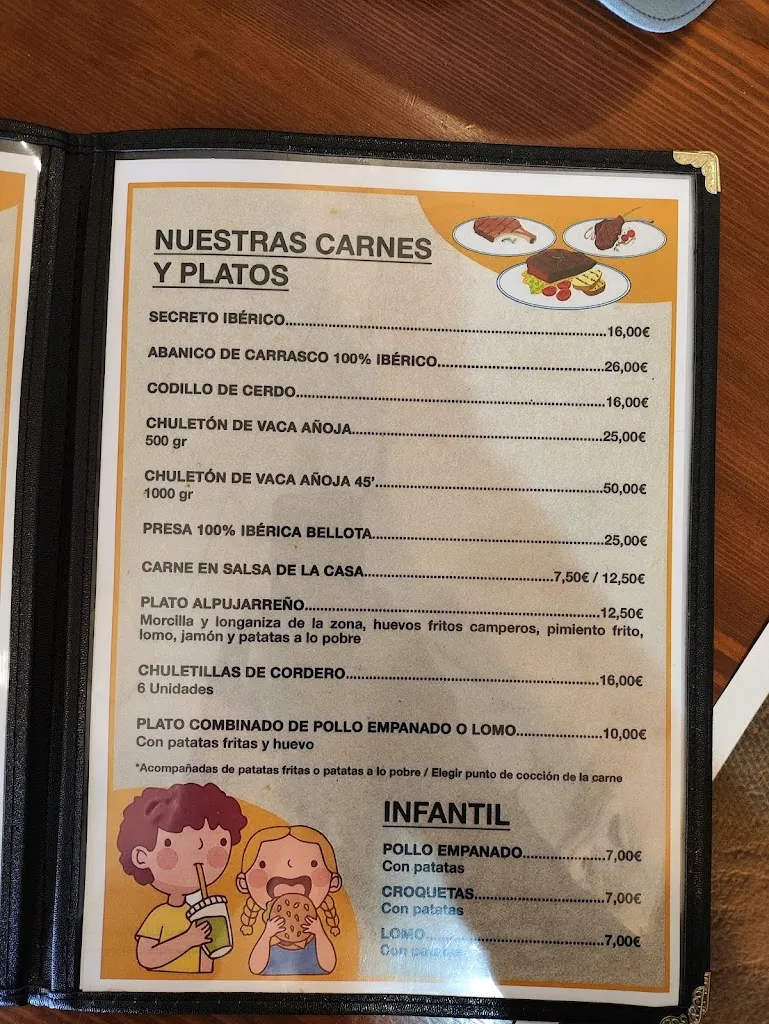 NUESTRAS CARNES
Y PLATOS
SECRETO IBÉRICO...............16,00€
ABANICO DE CARRASCO 100% IBÉRICO...............26,00€
CODILLO DE CERDO...............16,00€
CHULETÓN DE VACA AÑOJA...............25,00€
500 gr
CHULETÓN DE VACA AÑOJA 45'...............50,00€
1000 gr
PRESA 100% IBÉRICA BELLOTA...............25,00€
CARNE EN SALSA DE LA CASA...............7,50€ / 12,50€
PLATO ALPUJARREÑO...............12,50€
Morcilla y longaniza de la zona, huevos fritos camperos, pimiento frito,
lomo, jamón y patatas a lo pobre
CHULETILLAS DE CORDERO...............16,00€
6 Unidades
PLATO COMBINADO DE POLLO EMPANADO O LOMO...............10,00€
Con patatas fritas y huevo
*Acompañadas de patatas fritas o patatas a lo pobre / Elegir punto de cocción de la carne
INFANTIL
POLLO EMPANADO...............7,00€
Con patatas
CROQUETAS...............7,00€
Con patatas
LOMO...............7,00€
Con patatas